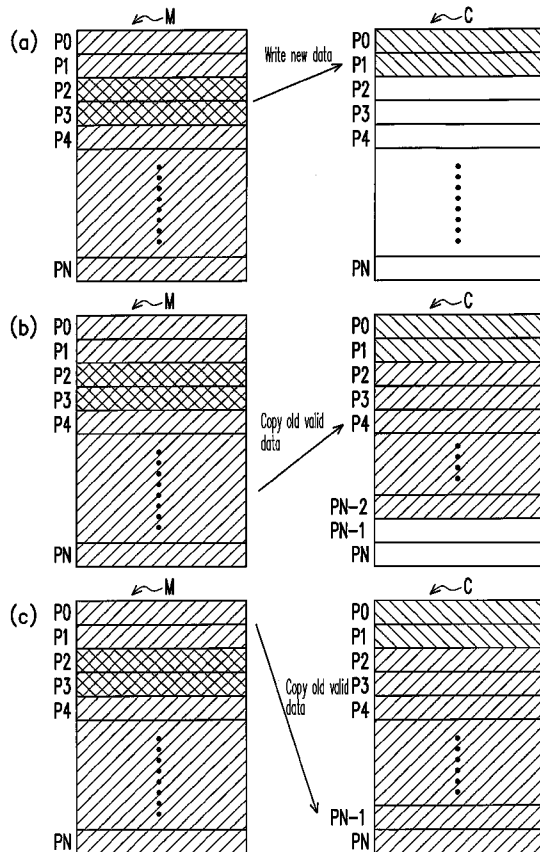 M
C
(a)
P0
P1
P2
P3
P4
PN
Write new data
P0
P1
P2
P3
P4
PN
M
C
(b)
P0
P1
P2
P3
P4
PN
Copy old valid
data
P0
P1
P2
P3
P4
PN-2
PN-1
PN
M
C
(c)
P0
P1
P2
P3
P4
PN
Copy old valid
data
P0
P1
P2
P3
P4
PN-1
PN